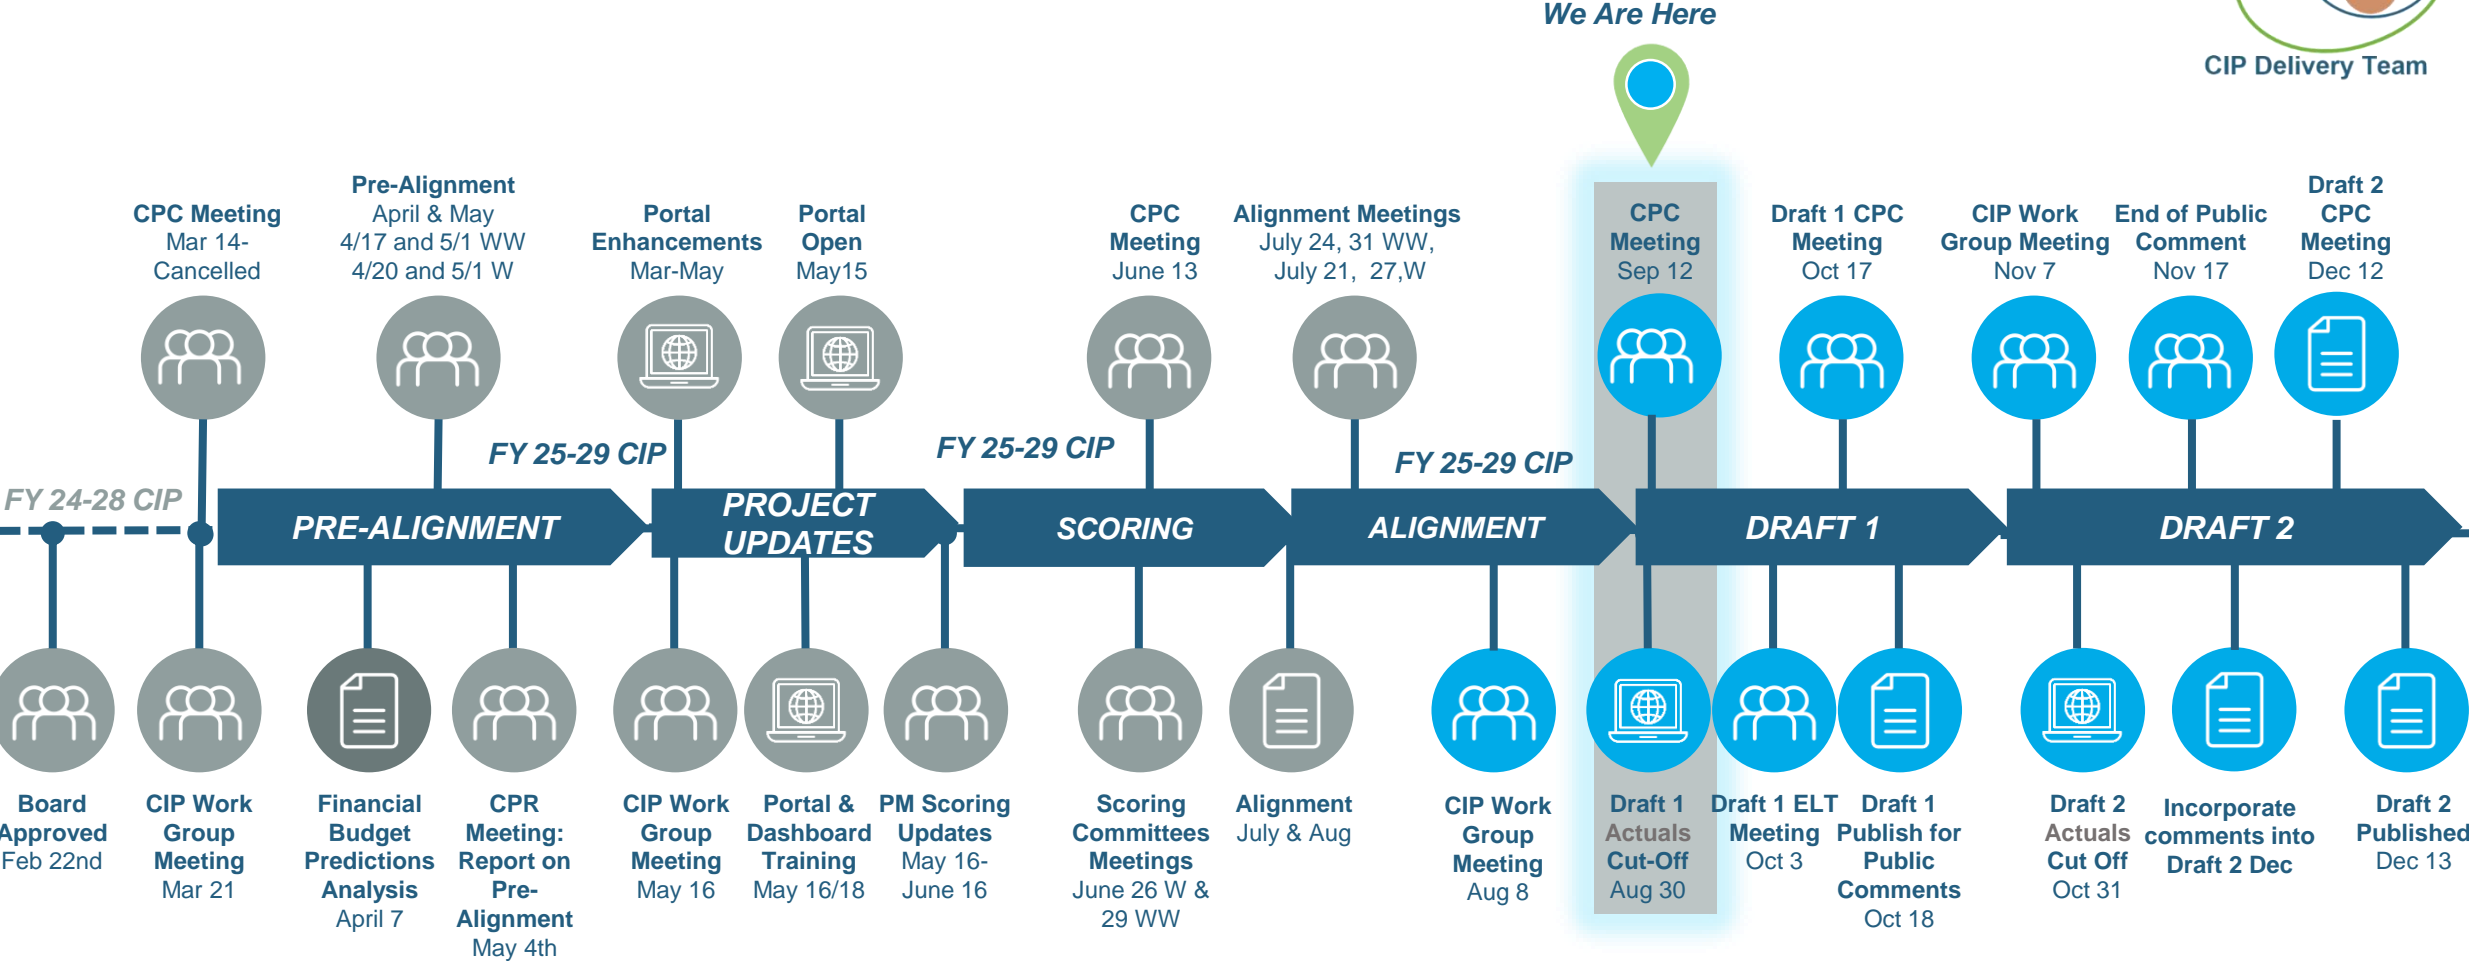 We Are Here
CIP Delivery Team
CPC Meeting
Mar 14-
Cancelled
Pre-Alignment
April & May
4/17 and 5/1 WW
4/20 and 5/1 W
Portal
Enhancements
Mar-May
Portal
Open
May15
CPC
Meeting
June 13
Alignment Meetings
July 24, 31 WW,
July 21, 27,W
CPC
Meeting
Sep 12
Draft 1 CPC
Meeting
Oct 17
CIP Work
Group Meeting
Nov 7
End of Public
Comment
Nov 17
Draft 2
CPC
Meeting
Dec 12
FY 24-28 CIP
FY 25-29 CIP
FY 25-29 CIP
FY 25-29 CIP
PRE-ALIGNMENT
PROJECT
UPDATES
SCORING
ALIGNMENT
DRAFT 1
DRAFT 2
Board
Approved
Feb 22nd
CIP Work
Group
Meeting
Mar 21
Financial
Budget
Predictions
Analysis
April 7
CPR
Meeting:
Report on
Pre-
Alignment
May 4th
CIP Work
Group
Meeting
May 16
Portal &
Dashboard
Training
May 16/18
PM Scoring
Updates
May 16-
June 16
Scoring
Committees
Meetings
June 26 W &
29 WW
Alignment
July & Aug
CIP Work
Group
Meeting
Aug 8
Draft 1
Actuals
Cut-Off
Aug 30
Draft 1 ELT
Meeting
Oct 3
Draft 1
Publish for
Public
Comments
Oct 18
Draft 2
Actuals
Cut Off
Oct 31
Incorporate
comments into
Draft 2 Dec
Draft 2
Published
Dec 13